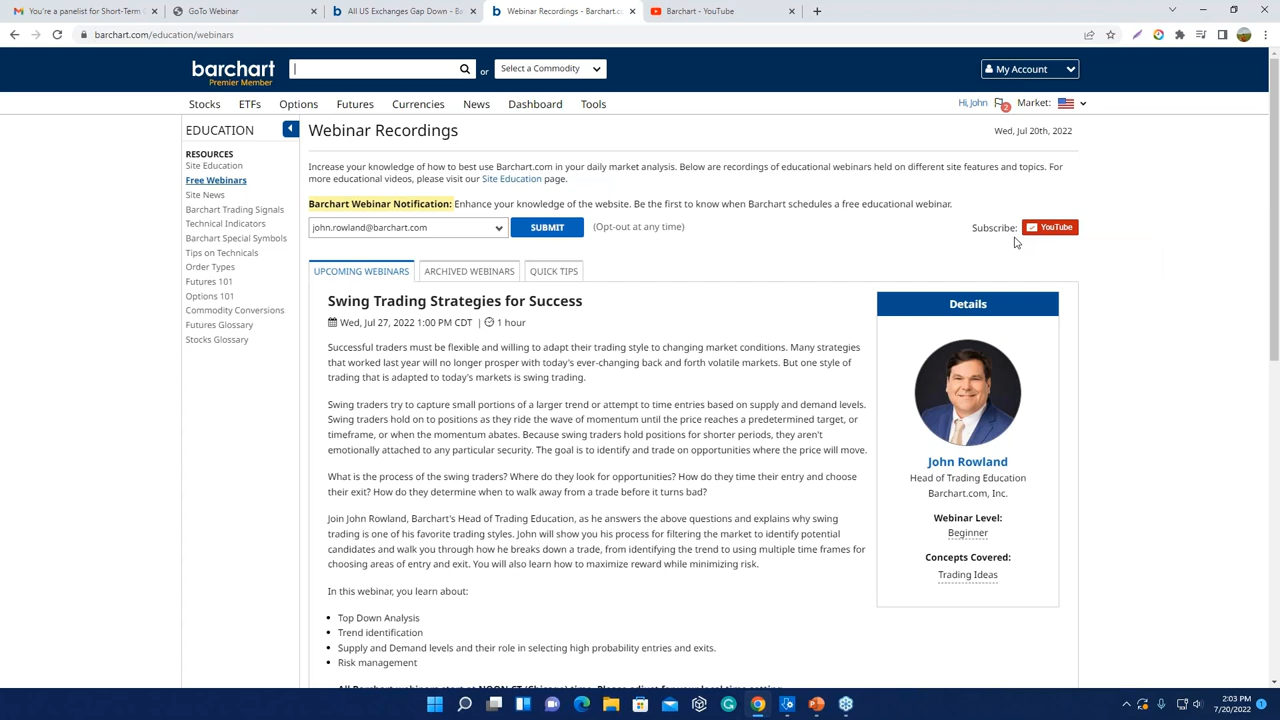 You're a panelist for Short-Term
GoTo Webinar
All US Exchanges Gap Down - Ba
Webinar Recordings - Barchart.co
Barchart - YouTube
barchart.com/education/webinars
barchart
Premier Member
or
Select a Commodity
My Account
Stocks
ETFs
Options
Futures
Currencies
News
Dashboard
Tools
Hi, John
2
Market:
EDUCATION
Webinar Recordings
Wed, Jul 20th, 2022
RESOURCES
Site Education
Free Webinars
Site News
Barchart Trading Signals
Technical Indicators
Barchart Special Symbols
Tips on Technicals
Order Types
Futures 101
Options 101
Commodity Conversions
Futures Glossary
Stocks Glossary
Increase your knowledge of how to best use Barchart.com in your daily market analysis. Below are recordings of educational webinars held on different site features and topics. For
more educational videos, please visit our Site Education page.
Barchart Webinar Notification: Enhance your knowledge of the website. Be the first to know when Barchart schedules a free educational webinar.
john.rowland@barchart.com
SUBMIT
(Opt-out at any time)
Subscribe:
YouTube
UPCOMING WEBINARS
ARCHIVED WEBINARS
QUICK TIPS
Swing Trading Strategies for Success
Wed, Jul 27, 2022 1:00 PM CDT | 1 hour
Successful traders must be flexible and willing to adapt their trading style to changing market conditions. Many strategies
that worked last year will no longer prosper with today's ever-changing back and forth volatile markets. But one style of
trading that is adapted to today's markets is swing trading.
Swing traders try to capture small portions of a larger trend or attempt to time entries based on supply and demand levels.
Swing traders hold on to positions as they ride the wave of momentum until the price reaches a predetermined target, or
timeframe, or when the momentum abates. Because swing traders hold positions for shorter periods, they aren't
emotionally attached to any particular security. The goal is to identify and trade on opportunities where the price will move.
What is the process of the swing traders? Where do they look for opportunities? How do they time their entry and choose
their exit? How do they determine when to walk away from a trade before it turns bad?
Join John Rowland, Barchart's Head of Trading Education, as he answers the above questions and explains why swing
trading is one of his favorite trading styles. John will show you his process for filtering the market to identify potential
candidates and walk you through how he breaks down a trade, from identifying the trend to using multiple time frames for
choosing areas of entry and exit. You will also learn how to maximize reward while minimizing risk.
In this webinar, you learn about:
Top Down Analysis
Trend identification
Supply and Demand levels and their role in selecting high probability entries and exits.
Risk management
All Barchart webinars start at NOON CT (Chicago) time. Please adjust for your local time setting.
Details
John Rowland
Head of Trading Education
Barchart.com, Inc.
Webinar Level:
Beginner
Concepts Covered:
Trading Ideas
2:03 PM
7/20/2022